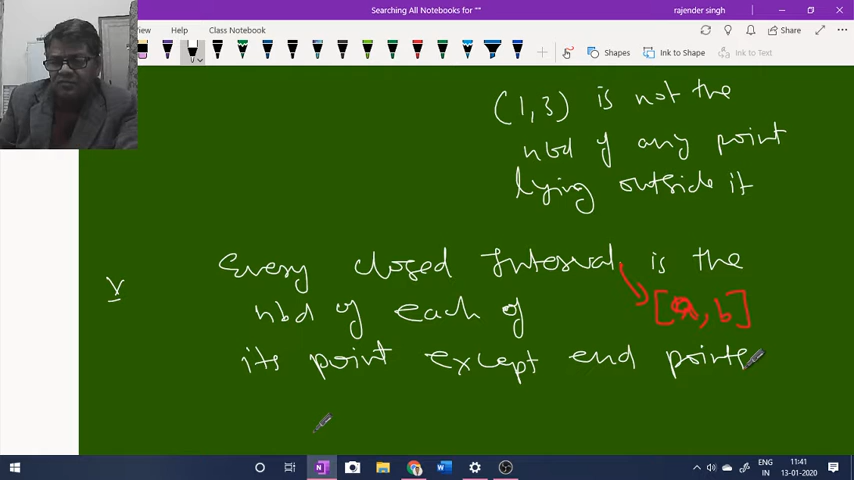 Searching All Notebooks for ""
rajender singh
View Help Class Notebook
Share
Shapes Ink to Shape Ink to Text
(1,3) is not the
nbd of any point
lying outside it
V Every closed Interval is the
nbd of each of [a, b]
its point except end points
ENG 11:41
IN 13-01-2020